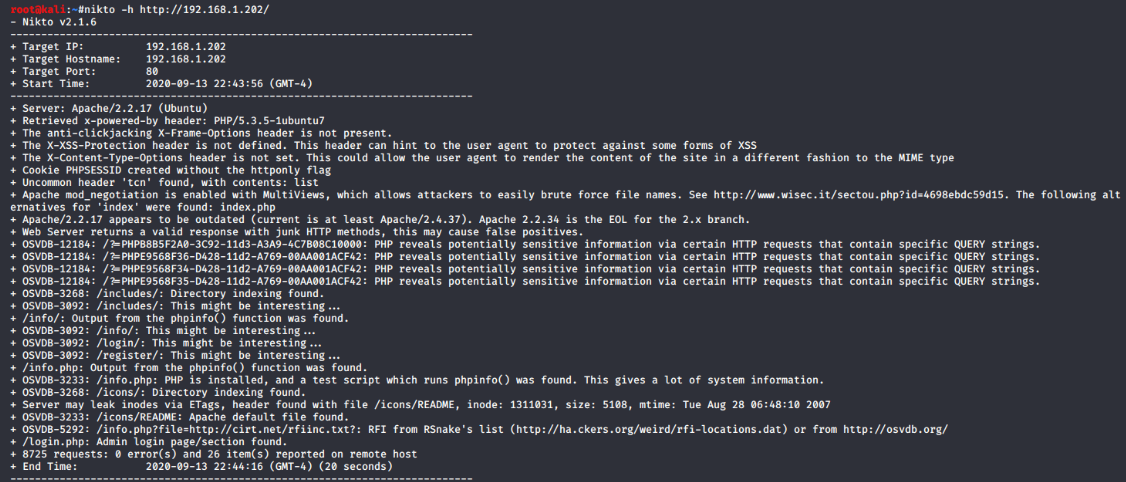 root@kali:~#nikto -h http://192.168.1.202/
- Nikto v2.1.6
---------------------------------------------------------------------------
+ Target IP:          192.168.1.202
+ Target Hostname:    192.168.1.202
+ Target Port:        80
+ Start Time:         2020-09-13 22:43:56 (GMT-4)
---------------------------------------------------------------------------
+ Server: Apache/2.2.17 (Ubuntu)
+ Retrieved x-powered-by header: PHP/5.3.5-1ubuntu7
+ The anti-clickjacking X-Frame-Options header is not present.
+ The X-XSS-Protection header is not defined. This header can hint to the user agent to protect against some forms of XSS
+ The X-Content-Type-Options header is not set. This could allow the user agent to render the content of the site in a different fashion to the MIME type
+ Cookie PHPSESSID created without the httponly flag
+ Uncommon header 'tcn' found, with contents: list
+ Apache mod_negotiation is enabled with MultiViews, which allows attackers to easily brute force file names. See http://www.wisec.it/sectou.php?id=4698ebdc59d15. The following alt
ernatives for 'index' were found: index.php
+ Apache/2.2.17 appears to be outdated (current is at least Apache/2.4.37). Apache 2.2.34 is the EOL for the 2.x branch.
+ Web Server returns a valid response with junk HTTP methods, this may cause false positives.
+ OSVDB-12184: /?=PHPB8B5F2A0-3C92-11d3-A3A9-4C7B08C10000: PHP reveals potentially sensitive information via certain HTTP requests that contain specific QUERY strings.
+ OSVDB-12184: /?=PHPE9568F36-D428-11d2-A769-00AA001ACF42: PHP reveals potentially sensitive information via certain HTTP requests that contain specific QUERY strings.
+ OSVDB-12184: /?=PHPE9568F34-D428-11d2-A769-00AA001ACF42: PHP reveals potentially sensitive information via certain HTTP requests that contain specific QUERY strings.
+ OSVDB-12184: /?=PHPE9568F35-D428-11d2-A769-00AA001ACF42: PHP reveals potentially sensitive information via certain HTTP requests that contain specific QUERY strings.
+ OSVDB-3268: /includes/: Directory indexing found.
+ OSVDB-3092: /includes/: This might be interesting...
+ /info/: Output from the phpinfo() function was found.
+ OSVDB-3092: /info/: This might be interesting...
+ OSVDB-3092: /login/: This might be interesting...
+ OSVDB-3092: /register/: This might be interesting...
+ /info.php: Output from the phpinfo() function was found.
+ OSVDB-3233: /info.php: PHP is installed, and a test script which runs phpinfo() was found. This gives a lot of system information.
+ OSVDB-3268: /icons/: Directory indexing found.
+ Server may leak inodes via ETags, header found with file /icons/README, inode: 1311031, size: 5108, mtime: Tue Aug 28 06:48:10 2007
+ OSVDB-3233: /icons/README: Apache default file found.
+ OSVDB-5292: /info.php?file=http://cirt.net/rfiinc.txt?: RFI from RSnake's list (http://ha.ckers.org/weird/rfi-locations.dat) or from http://osvdb.org/
+ /login.php: Admin login page/section found.
+ 8725 requests: 0 error(s) and 26 item(s) reported on remote host
+ End Time:           2020-09-13 22:44:16 (GMT-4) (20 seconds)
---------------------------------------------------------------------------